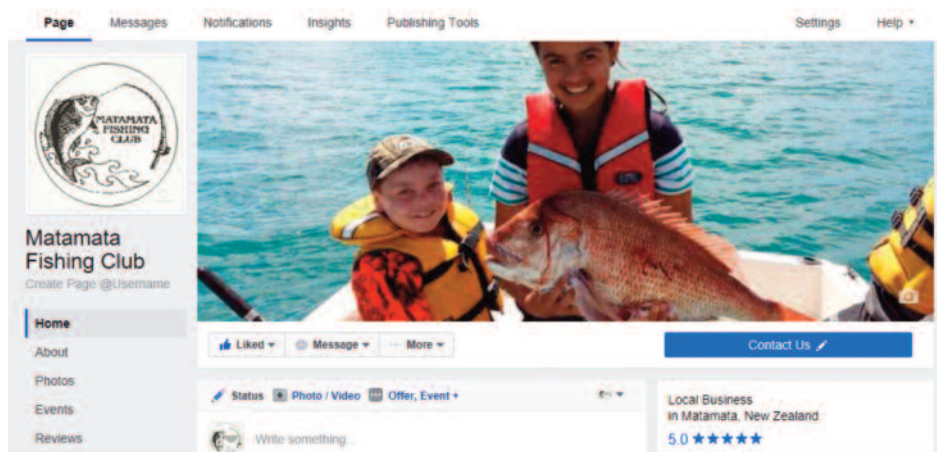 Page Messages Notifications Insights Publishing Tools Settings Help
MATAMATA
FISHING
CLUB
Matamata
Fishing Club
Create Page @Username
Home
About
Photos
Events
Reviews
Liked Message More
Contact Us
Status Photo / Video Offer, Event +
Write something...
Local Business
in Matamata, New Zealand
5.0 ★★★★★